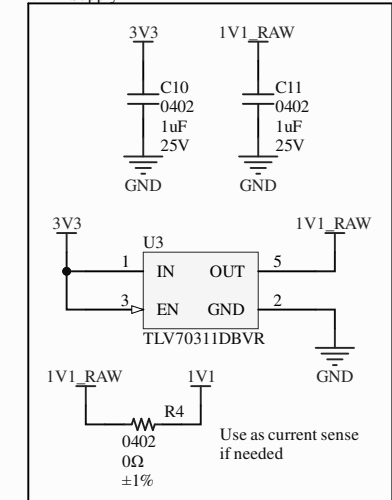 3V3
1V1_RAW
C10
0402
1uF
25V
GND
C11
0402
1uF
25V
GND
3V3
1V1_RAW
U3
1 IN OUT 5
3 EN GND 2
TLV70311DBVR
GND
1V1_RAW
1V1
R4
0402
0Ω
±1%
Use as current sense
if needed